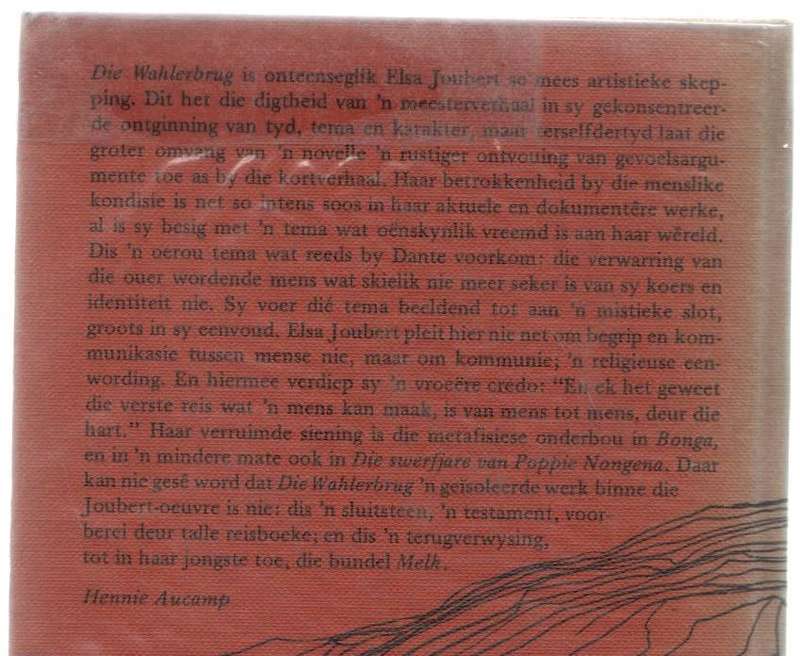 Die Wahlerbrug is onteenseglik Elsa Joubert se mees artistieke skep-
ping. Dit het die digtheid van 'n meesterverhaal in sy gekonsentreer-
de ontginning van tyd, tema en karakter, maar terselfdertyd laat die
groter omvang van 'n novelle 'n rustiger ontvouing van gevoelsargu-
mente toe as by die kortverhaal. Haar betrokkenheid by die menslike
kondisie is net so intens soos in haar aktuele en dokumentêre werke,
al is sy besig met 'n tema wat oënskynlik vreemd is aan haar wêreld.
Dis 'n oerou tema wat reeds by Dante voorkom: die verwarring van
die ouer wordende mens wat skielik nie meer seker is van sy koers en
identiteit nie. Sy voer dié tema beeldend tot aan 'n mistieke slot,
groots in sy eenvoud. Elsa Joubert pleit hier nie net om begrip en kom-
munikasie tussen mense nie, maar om kommunie; 'n religieuse een-
wording. En hiermee verdiep sy 'n vroeëre credo: "En ek het geweet
die verste reis wat 'n mens kan maak, is van mens tot mens, deur die
hart." Haar verruimde siening is die metafisiese onderbou in Bonga,
en in 'n mindere mate ook in Die swerfjare van Poppie Nongena. Daar
kan nie gesê word dat Die Wahlerbrug 'n geïsoleerde werk binne die
Joubert-oeuvre is nie: dis 'n sluitsteen, 'n testament, voor-
berei deur talle reisboeke; en dis 'n terugverwysing,
tot in haar jongste toe, die bundel Melk.
Hennie Aucamp